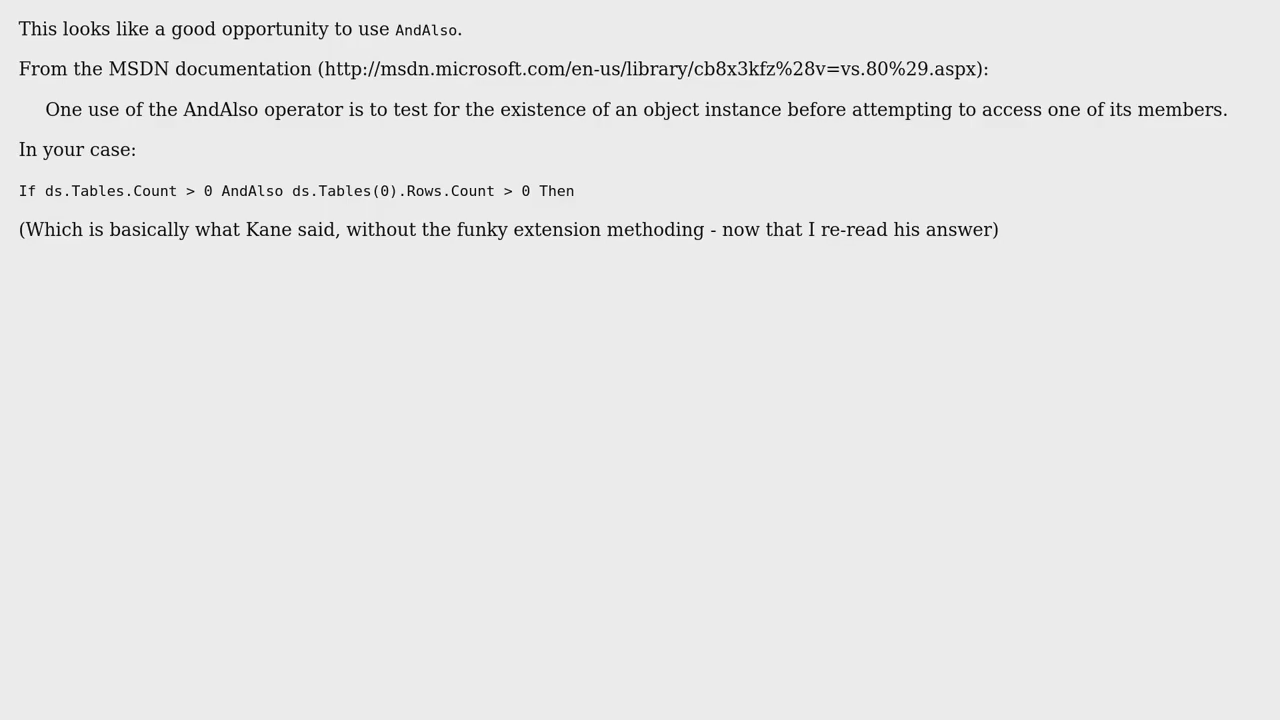 This looks like a good opportunity to use AndAlso.
From the MSDN documentation (http://msdn.microsoft.com/en-us/library/cb8x3kfz%28v=vs.80%29.aspx):
One use of the AndAlso operator is to test for the existence of an object instance before attempting to access one of its members.
In your case:
If ds.Tables.Count > 0 AndAlso ds.Tables(0).Rows.Count > 0 Then
(Which is basically what Kane said, without the funky extension methoding - now that I re-read his answer)